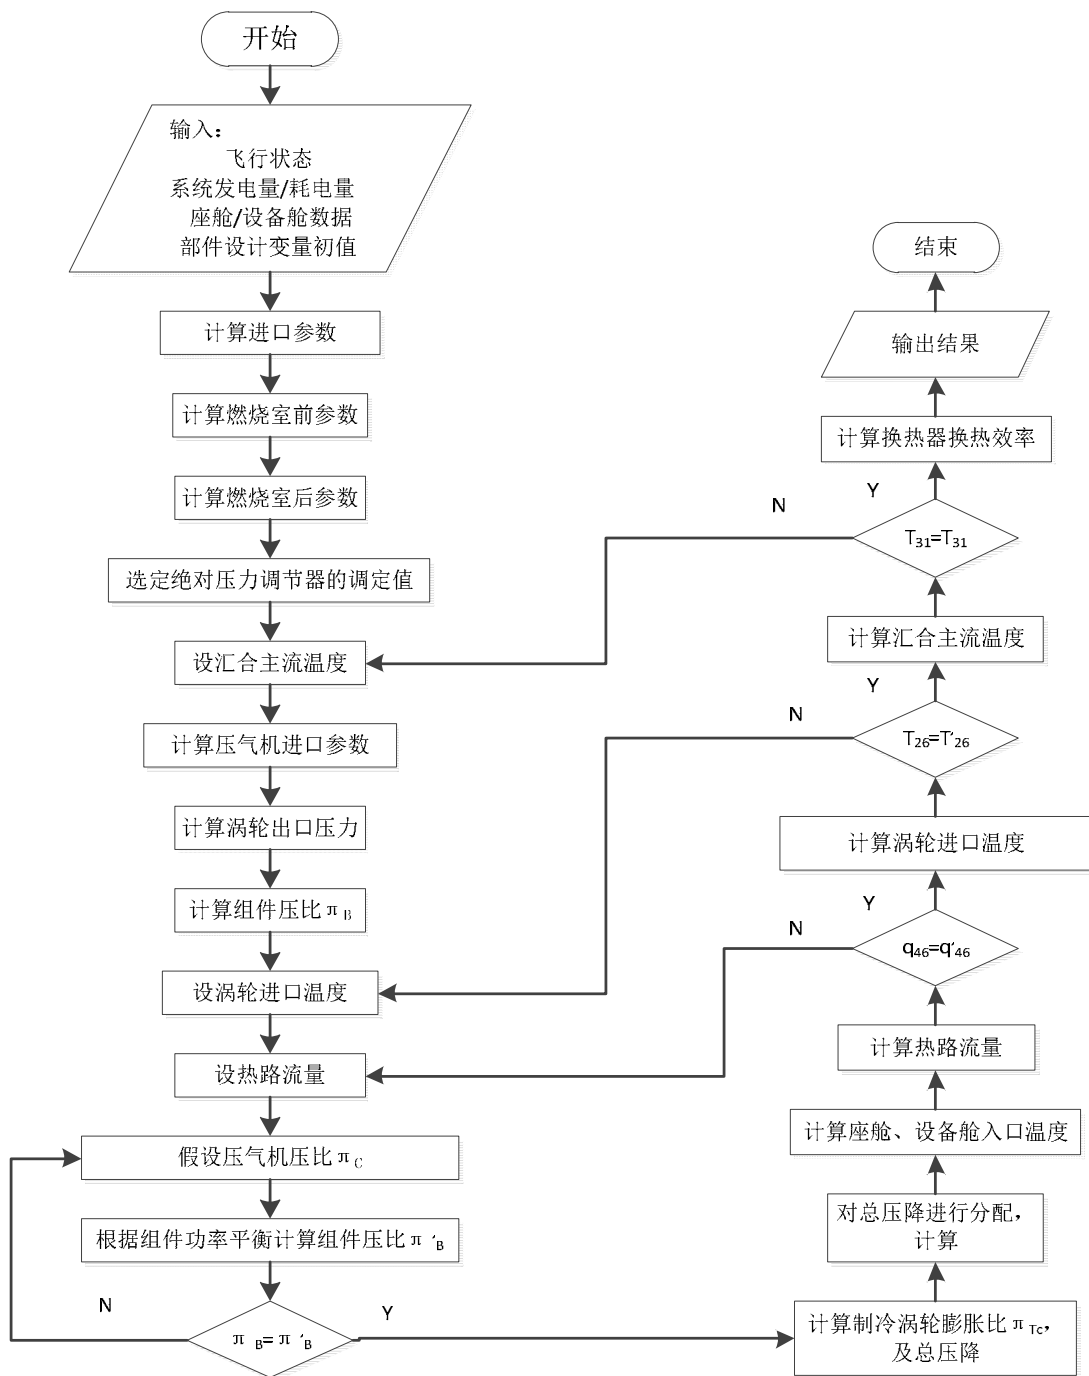 开始
输入：
飞行状态
系统发电量/耗电量
座舱/设备舱数据
部件设计变量初值
计算进口参数
计算燃烧室前参数
计算燃烧室后参数
选定绝对压力调节器的调定值
设汇合主流温度
计算压气机进口参数
计算涡轮出口压力
计算组件压比π_B
设涡轮进口温度
设热路流量
假设压气机压比π_C
根据组件功率平衡计算组件压比π′_B
π_B=π′_B
N
Y
计算制冷涡轮膨胀比π_Tc,
及总压降
对总压降进行分配,
计算
计算座舱、设备舱入口温度
计算热路流量
q46=q′46
N
Y
计算涡轮进口温度
T26=T′26
N
Y
计算汇合主流温度
T31=T31
N
Y
计算换热器换热效率
输出结果
结束